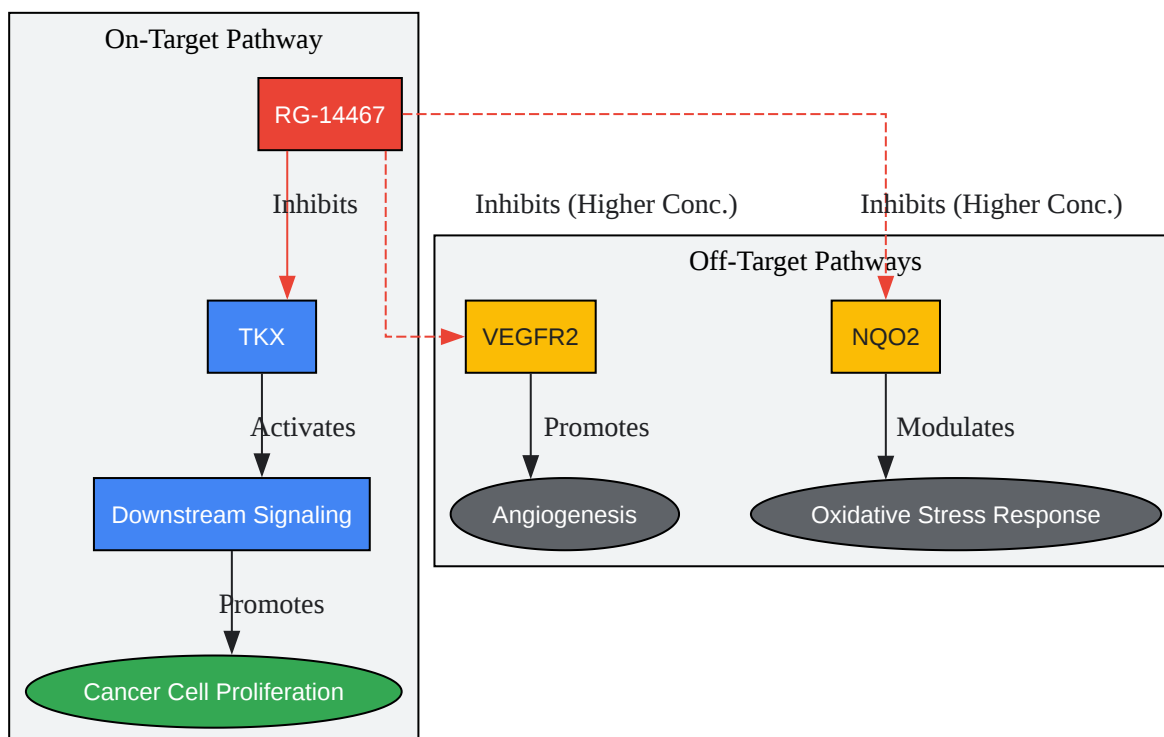 On-Target Pathway
RG-14467
Inhibits
Inhibits (Higher Conc.)
Inhibits (Higher Conc.)
Off-Target Pathways
TKX
VEGFR2
NQO2
Activates
Promotes
Modulates
Downstream Signaling
Angiogenesis
Oxidative Stress Response
Promotes
Cancer Cell Proliferation